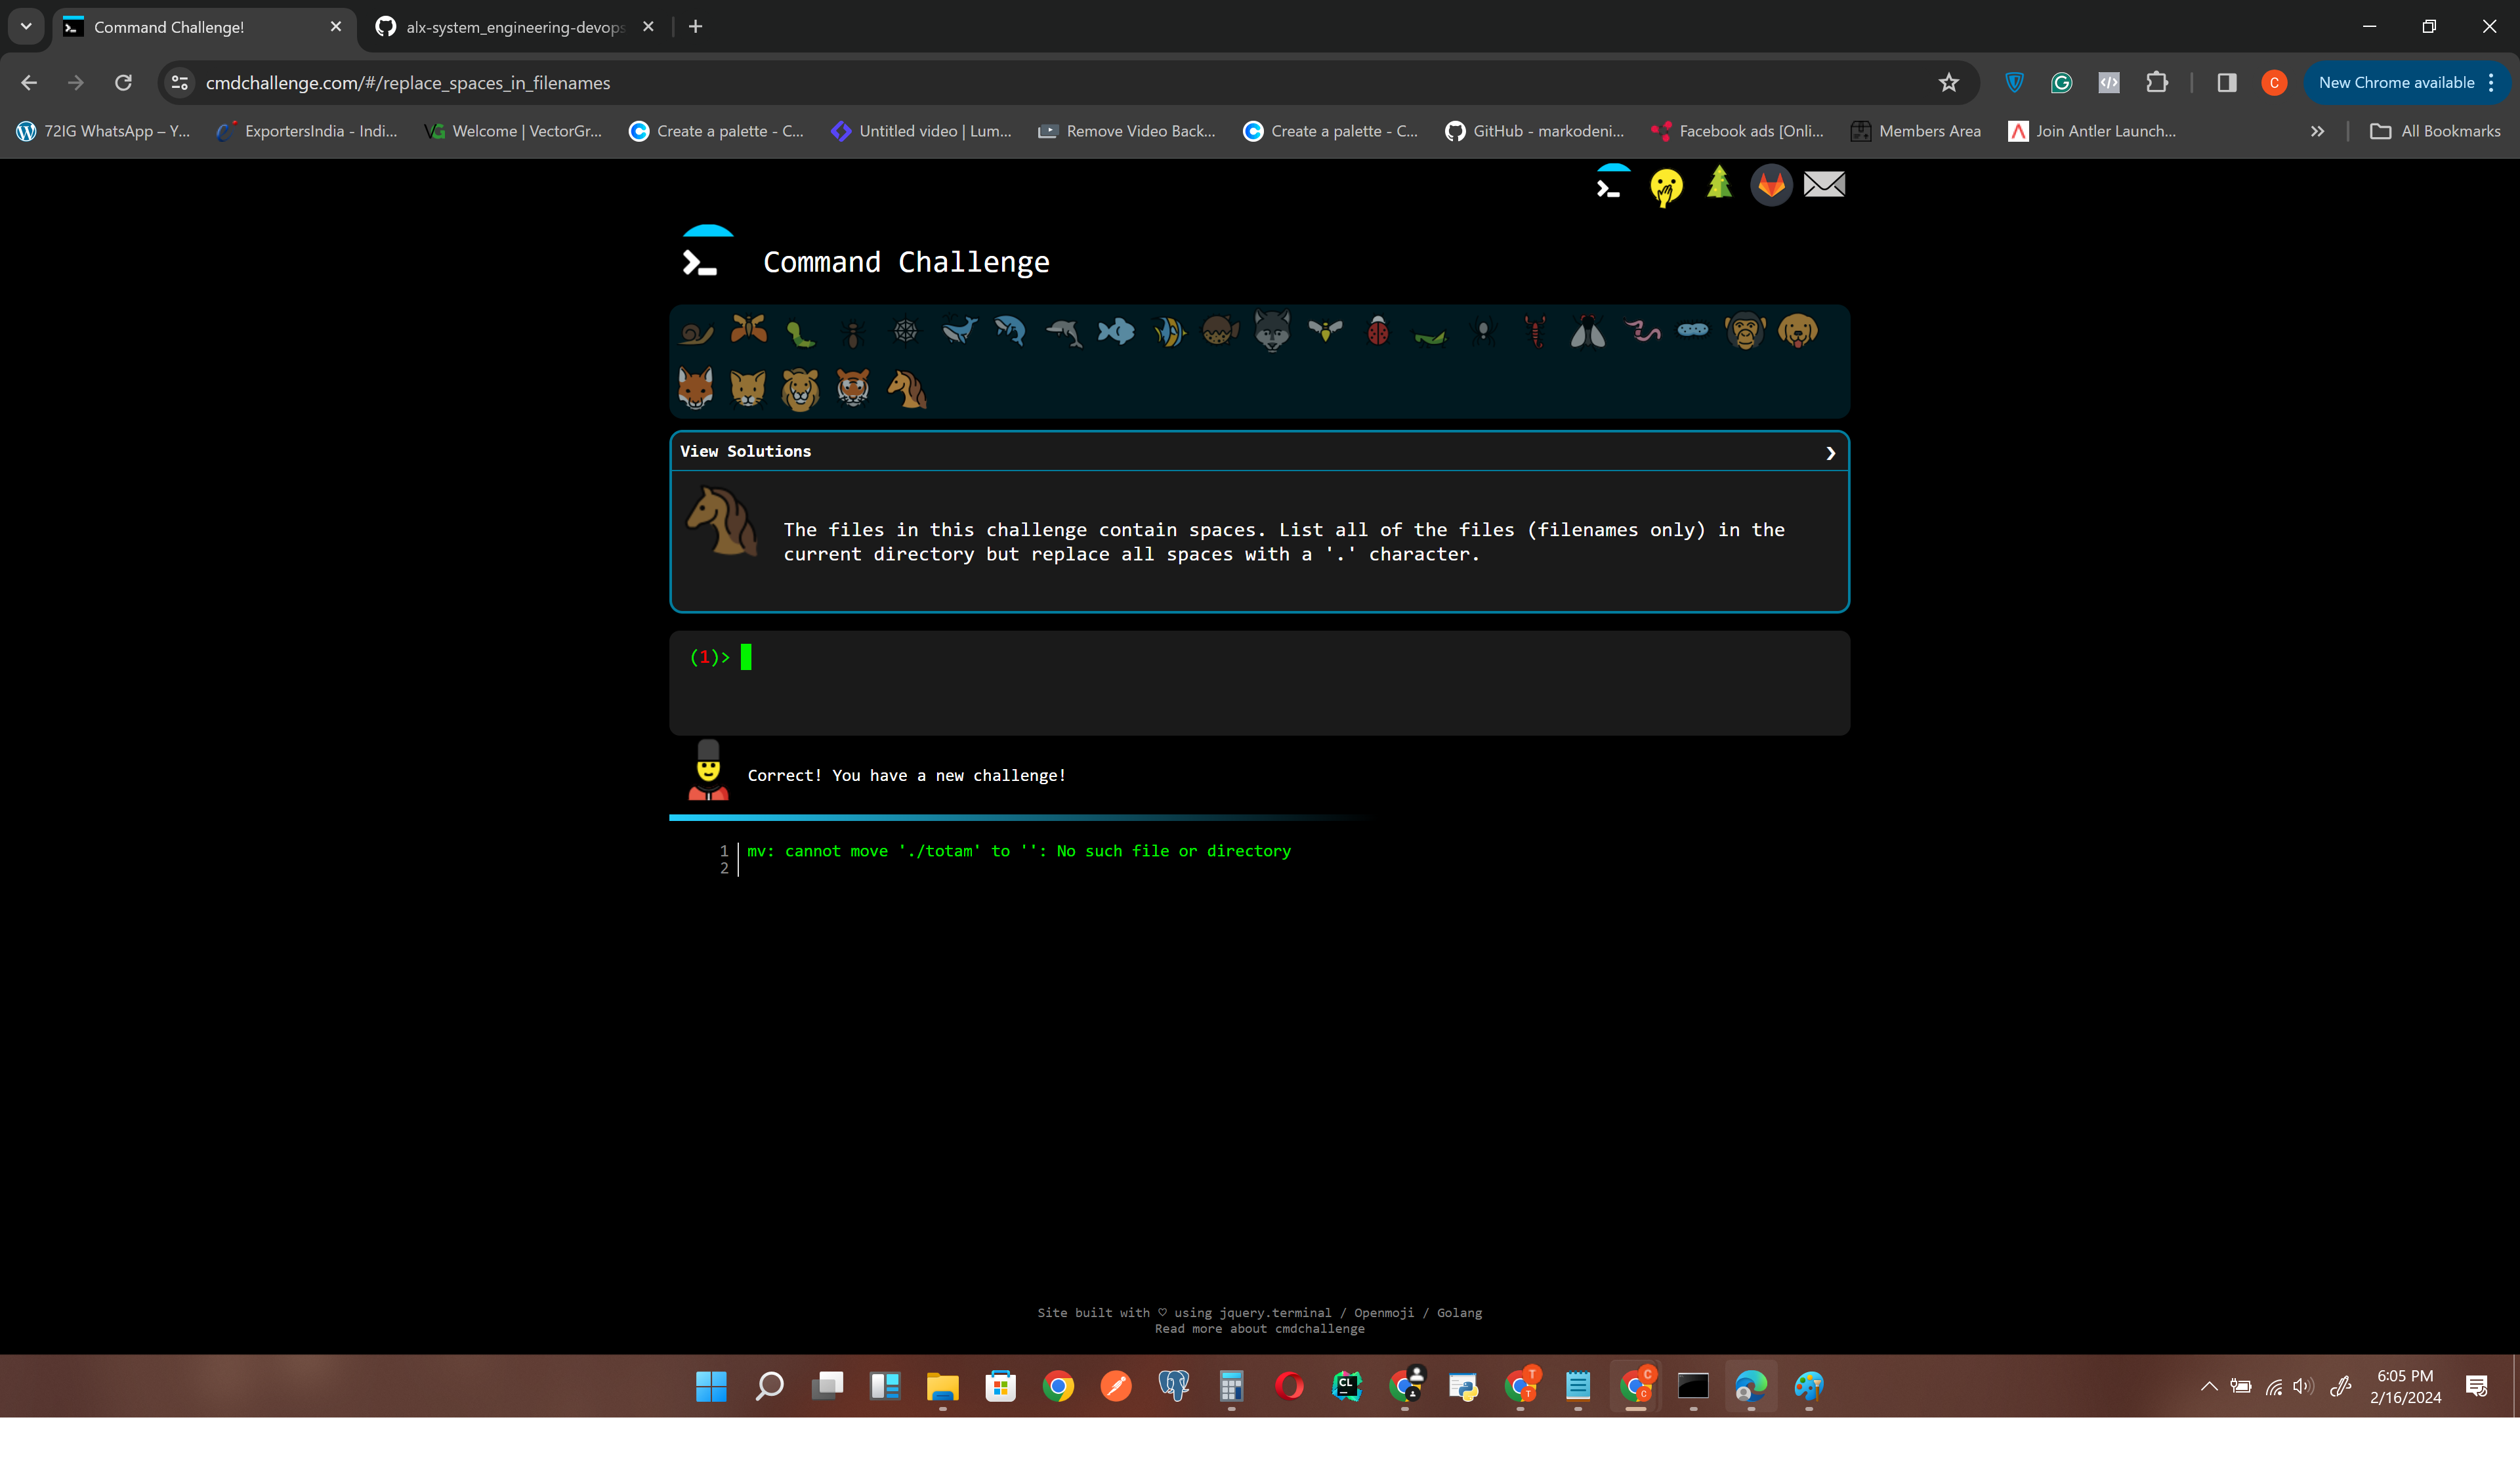 Command Challenge!
alx-system_engineering-devops
cmdchallenge.com/#/replace_spaces_in_filenames
C
New Chrome available
72IG WhatsApp – Y...
ExportersIndia - Indi...
Welcome | VectorGr...
Create a palette - C...
Untitled video | Lum...
Remove Video Back...
Create a palette - C...
GitHub - markodeni...
Facebook ads [Onli...
Members Area
Join Antler Launch...
All Bookmarks
Command Challenge
View Solutions
The files in this challenge contain spaces. List all of the files (filenames only) in the
current directory but replace all spaces with a '.' character.
(1)>
Correct! You have a new challenge!
1 mv: cannot move './totam' to '': No such file or directory
2
Site built with ♡ using jquery.terminal / Openmoji / Golang
Read more about cmdchallenge
CL
T
T
C
C
6:05 PM
2/16/2024